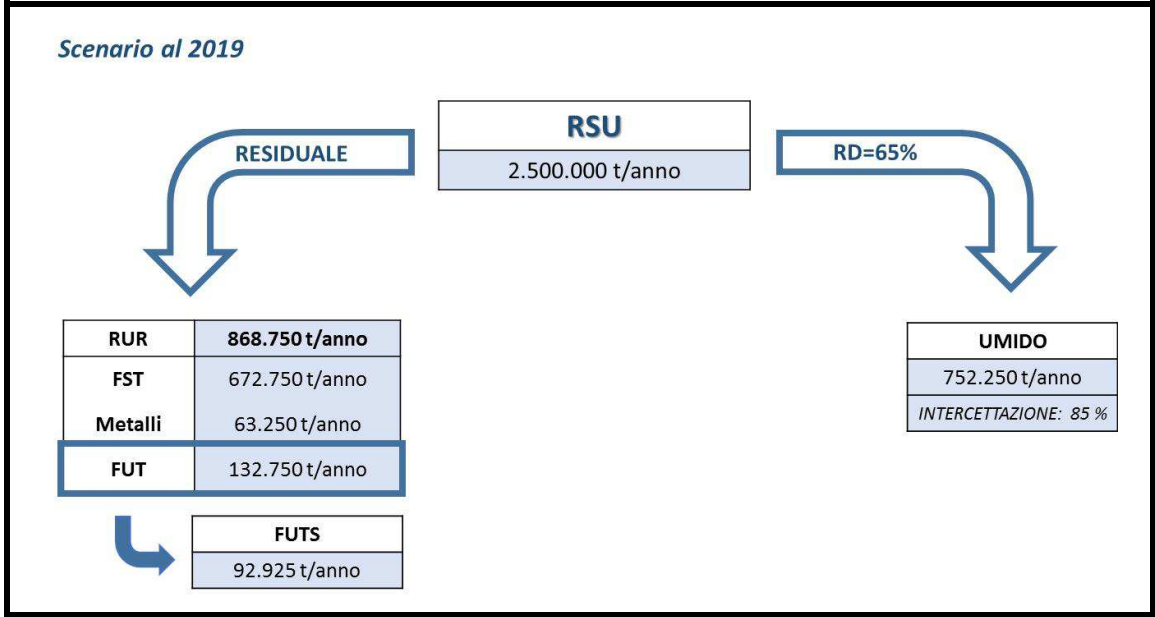 Scenario al 2019
RSU
2.500.000 t/anno
RESIDUALE
RD=65%
RUR 868.750 t/anno
FST 672.750 t/anno
Metalli 63.250 t/anno
FUT 132.750 t/anno
FUTS
92.925 t/anno
UMIDO
752.250 t/anno
INTERCETTAZIONE: 85 %